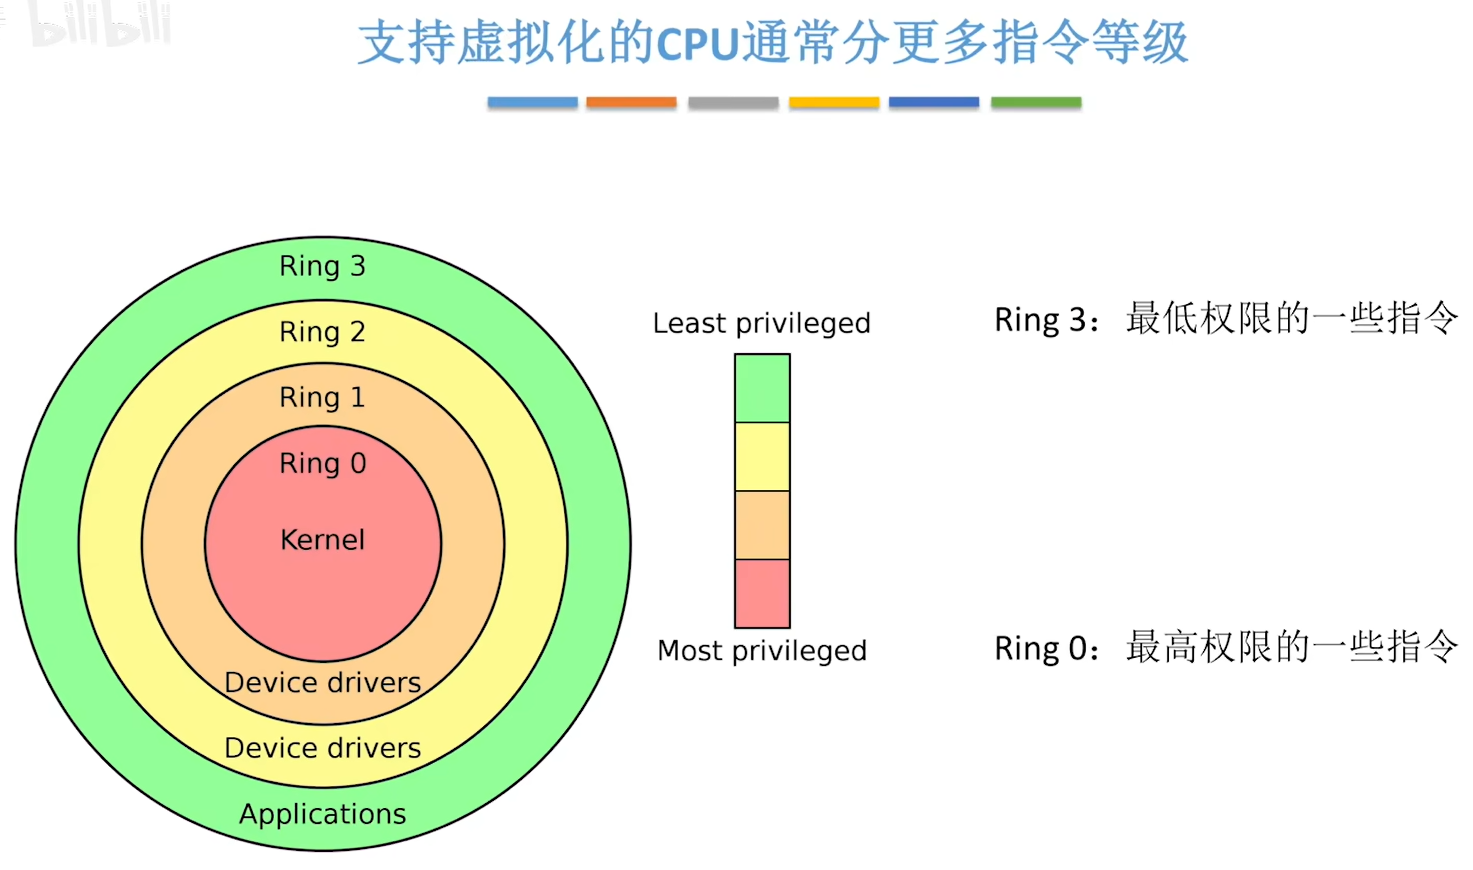 bilibili
支持虚拟化的CPU通常分更多指令等级
Ring 3
Ring 2
Ring 1
Ring 0
Kernel
Device drivers
Device drivers
Applications
Least privileged
Most privileged
Ring 3：最低权限的一些指令
Ring 0：最高权限的一些指令